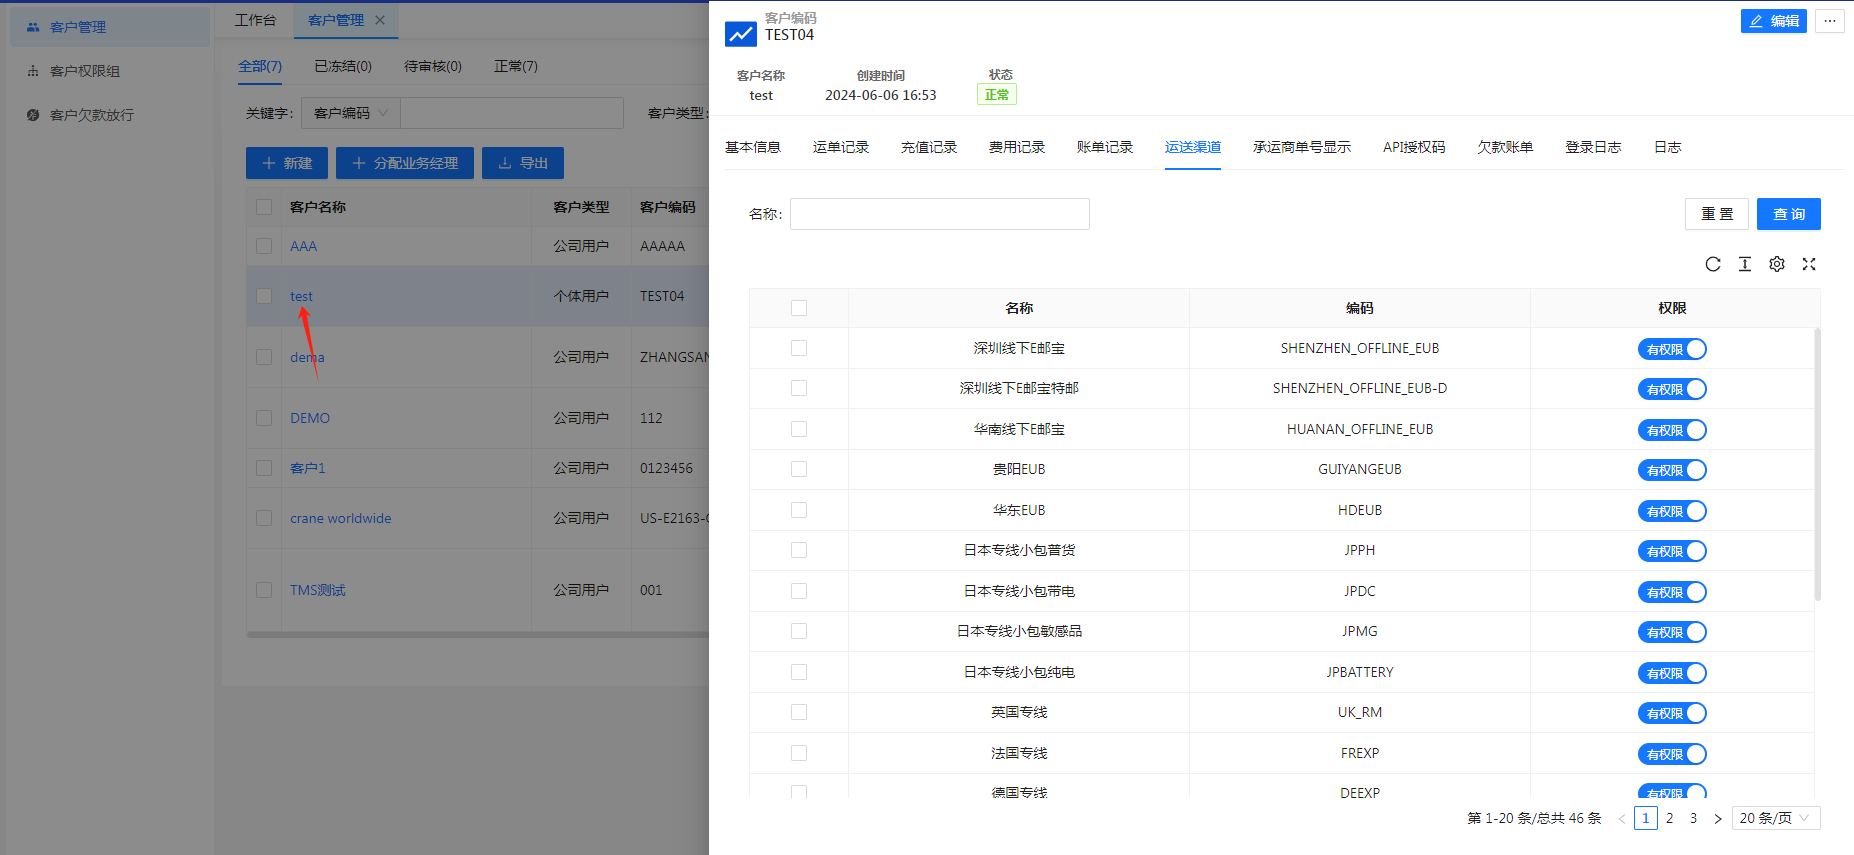 客户管理
客户权限组
客户欠款放行
工作台
客户管理
全部(7) 已冻结(0) 待审核(0) 正常(7)
关键字: 客户编码 客户类型:
新建 分配业务经理 导出
客户名称 客户类型 客户编码
AAA 公司用户 AAAAA
test 个体用户 TEST04
dema 公司用户 ZHANGSAN
DEMO 公司用户 112
客户1 公司用户 0123456
crane worldwide 公司用户 US-E2163-
TMS测试 公司用户 001
客户编码
TEST04
编辑 ...
客户名称 创建时间 状态
test 2024-06-06 16:53 正常
基本信息 运单记录 充值记录 费用记录 账单记录 运送渠道 承运商单号显示 API授权码 欠款账单 登录日志 日志
名称: 重置 查询
名称 编码 权限
深圳线下E邮宝 SHENZHEN_OFFLINE_EUB 有权限
深圳线下E邮宝特邮 SHENZHEN_OFFLINE_EUB-D 有权限
华南线下E邮宝 HUANAN_OFFLINE_EUB 有权限
贵阳EUB GUIYANGEUB 有权限
华东EUB HDEUB 有权限
日本专线小包普货 JPPH 有权限
日本专线小包带电 JPDC 有权限
日本专线小包敏感品 JPMG 有权限
日本专线小包纯电 JPBATTERY 有权限
英国专线 UK_RM 有权限
法国专线 FREXP 有权限
德国专线 DEEXP 有权限
第 1-20 条/总共 46 条 < 1 2 3 > 20 条/页